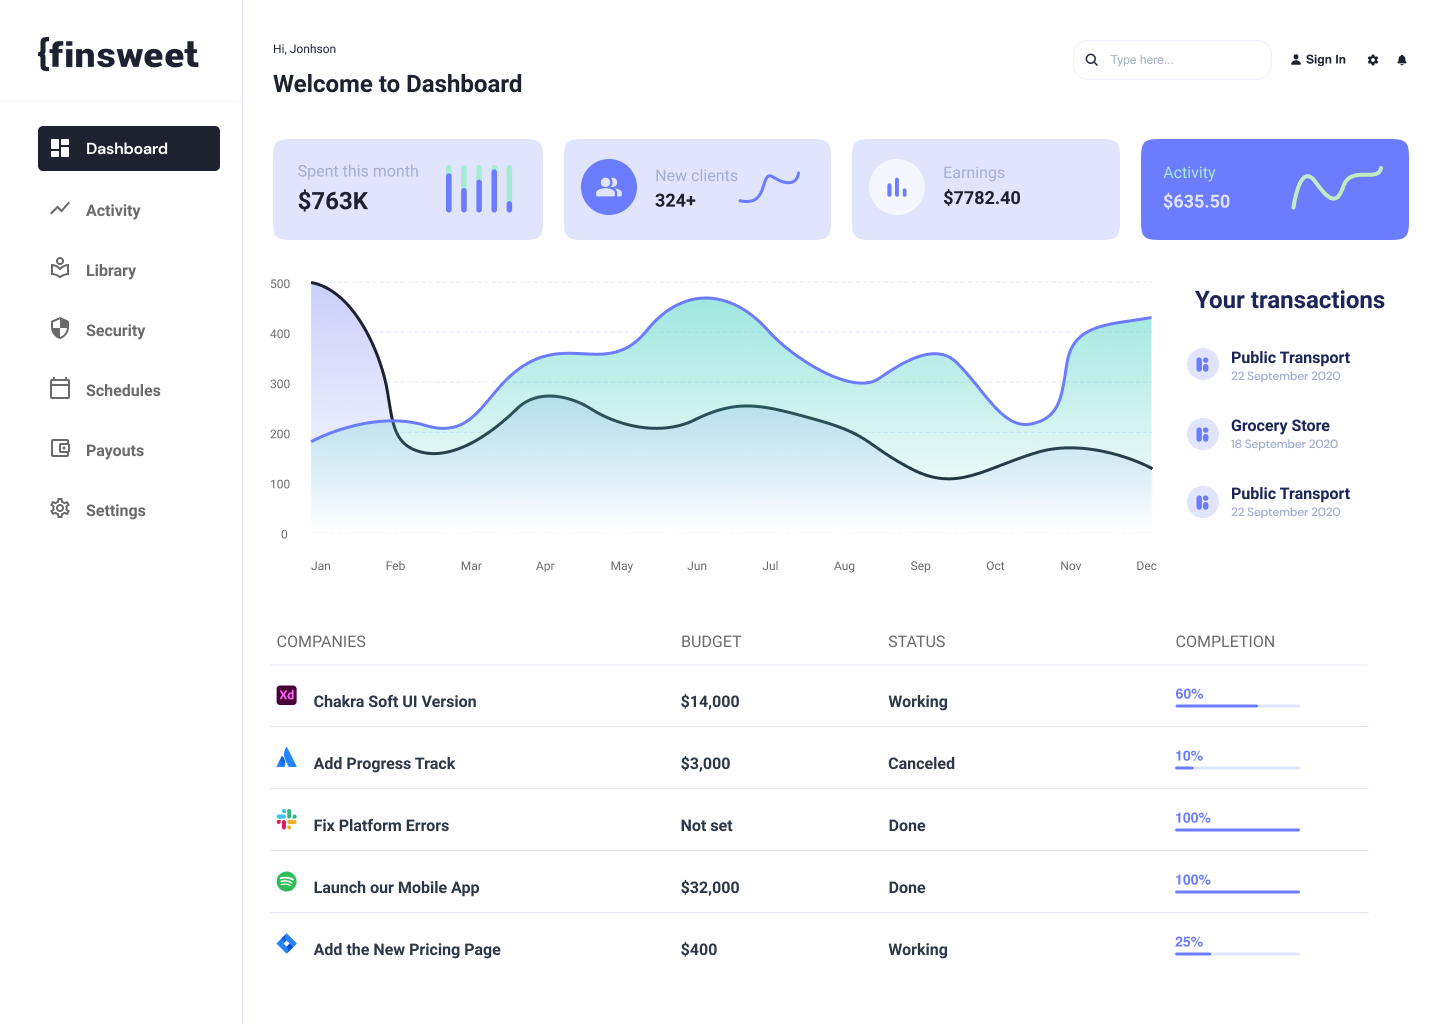 {finsweet
Dashboard
Activity
Library
Security
Schedules
Payouts
Settings
Hi, Jonhson
Welcome to Dashboard
Type here...
Sign In
Spent this month
$763K
New clients
324+
Earnings
$7782.40
Activity
$635.50
500
400
300
200
100
0
Jan Feb Mar Apr May Jun Jul Aug Sep Oct Nov Dec
Your transactions
Public Transport
22 September 2020
Grocery Store
18 September 2020
Public Transport
22 September 2020
COMPANIES BUDGET STATUS COMPLETION
Xd Chakra Soft UI Version $14,000 Working 60%
Add Progress Track $3,000 Canceled 10%
Fix Platform Errors Not set Done 100%
Launch our Mobile App $32,000 Done 100%
Add the New Pricing Page $400 Working 25%